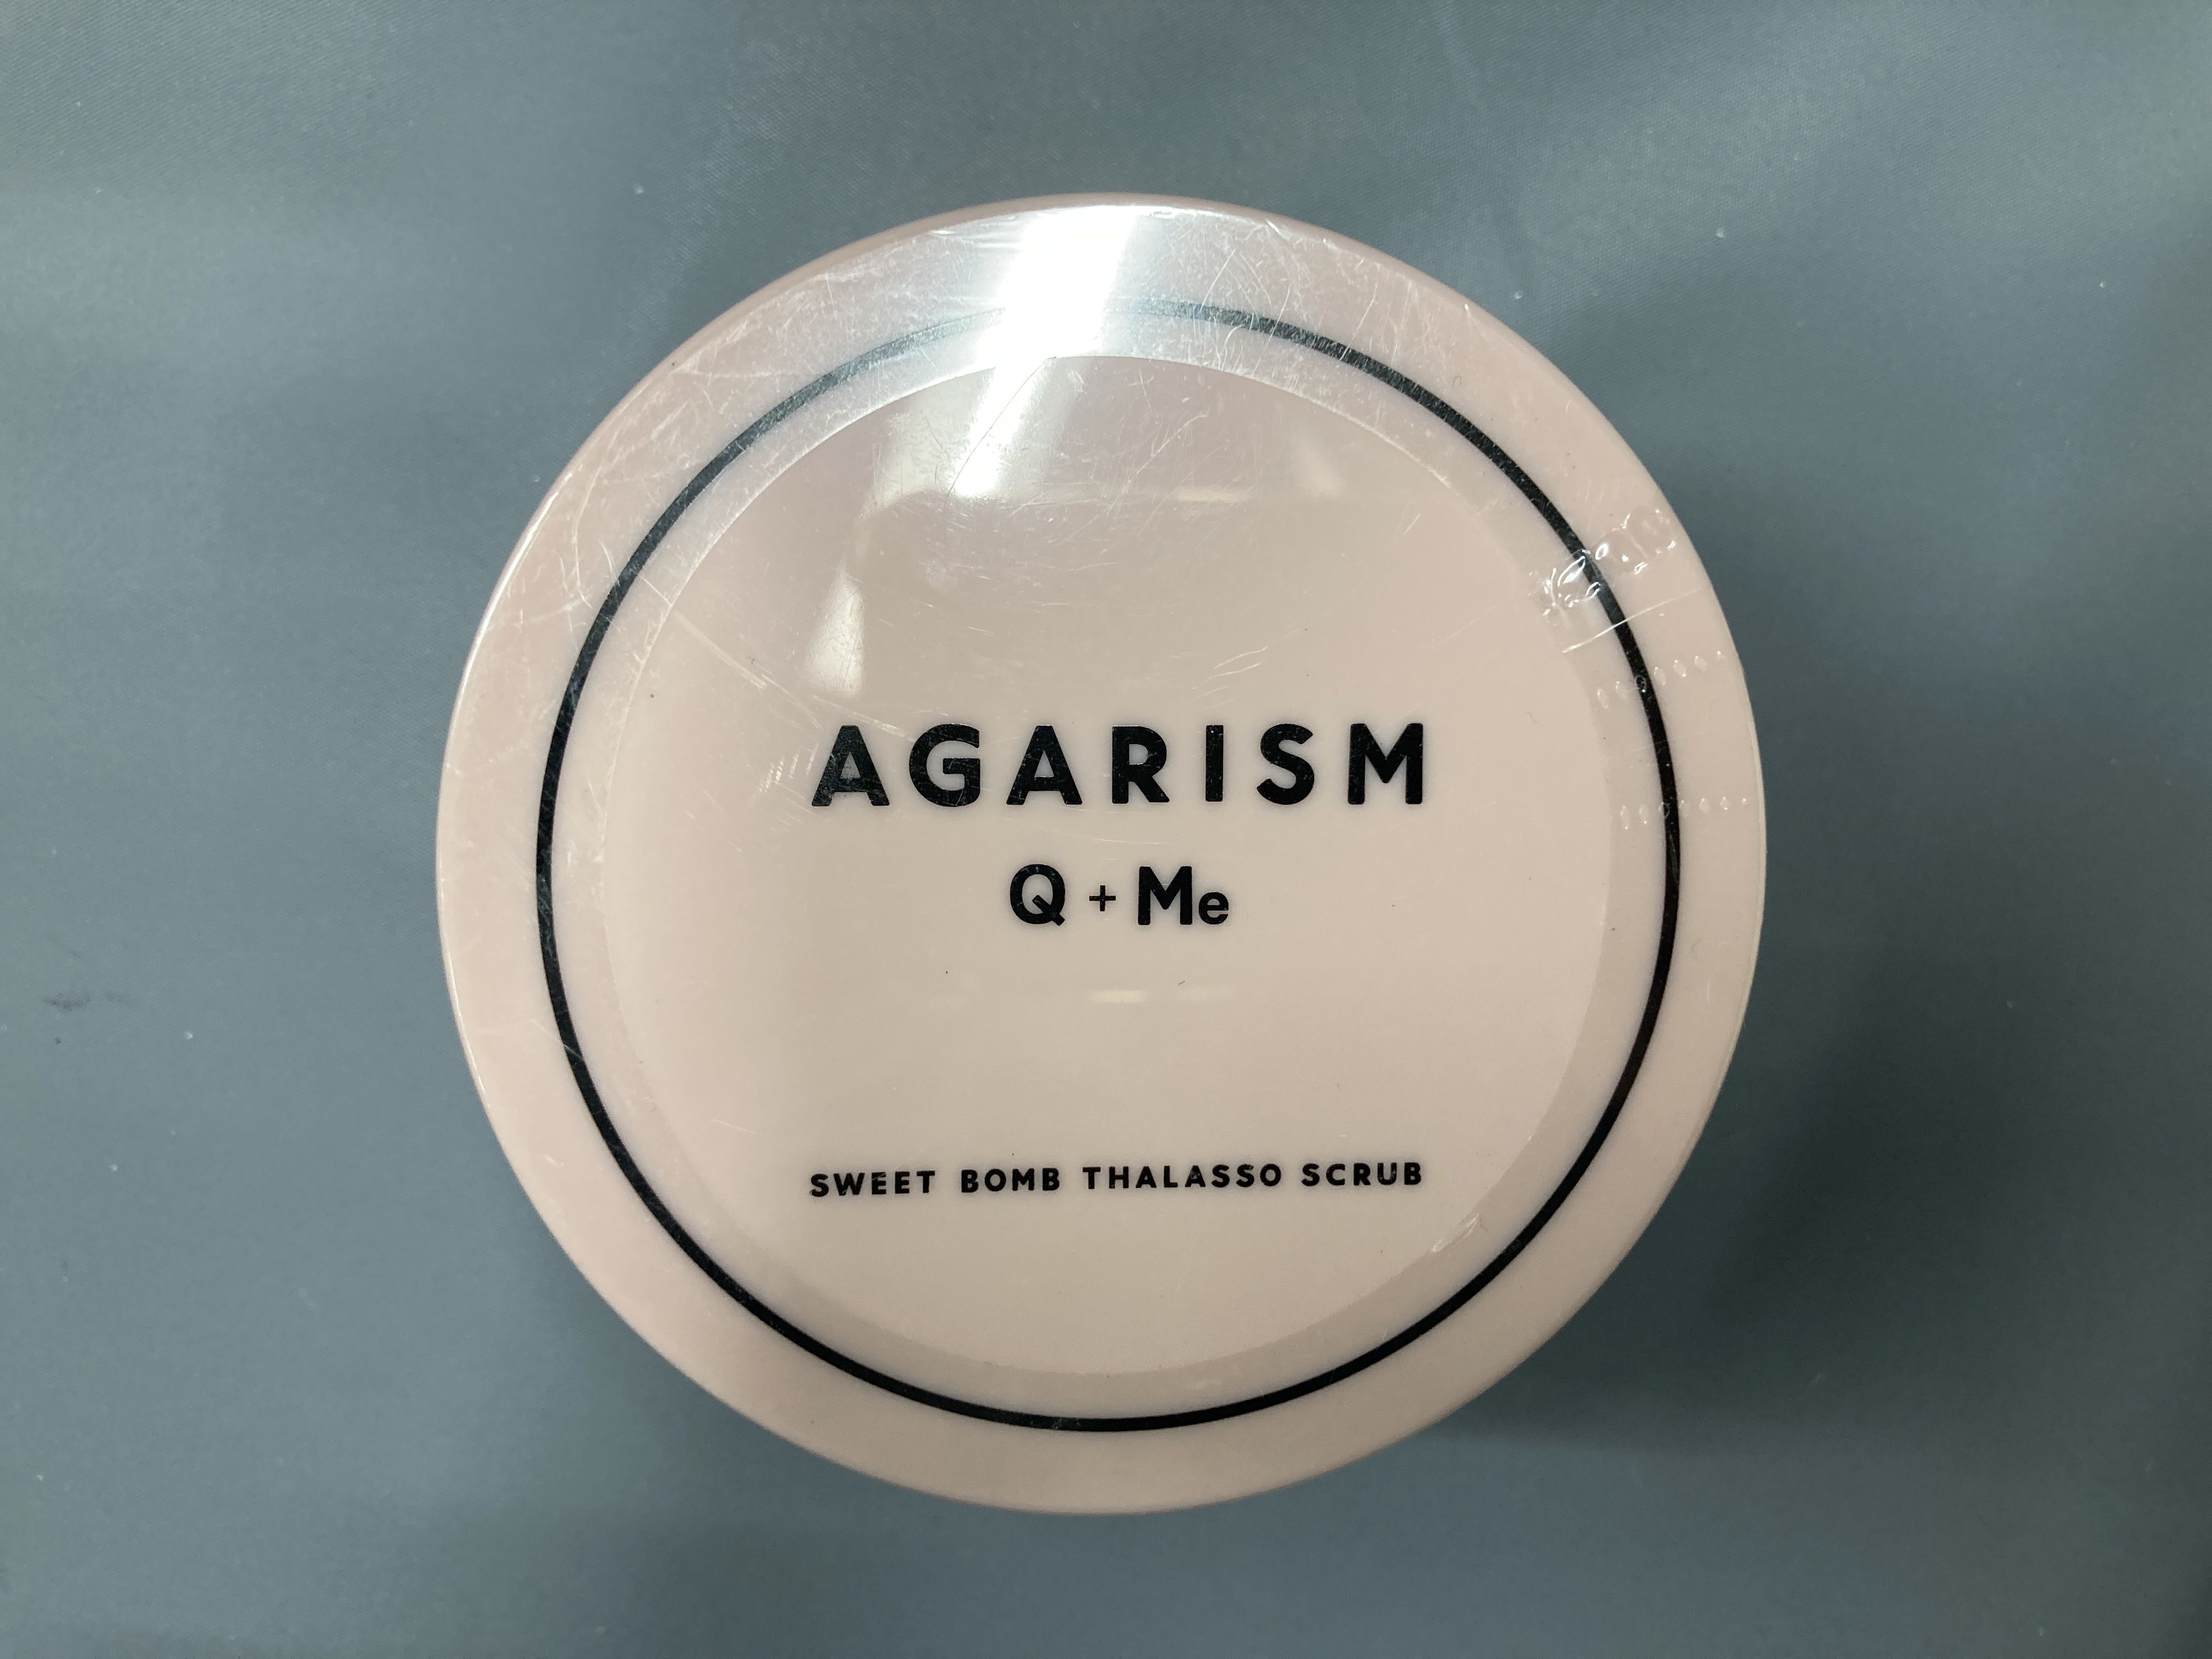 AGARISM
Q + Me
SWEET BOMB THALASSO SCRUB